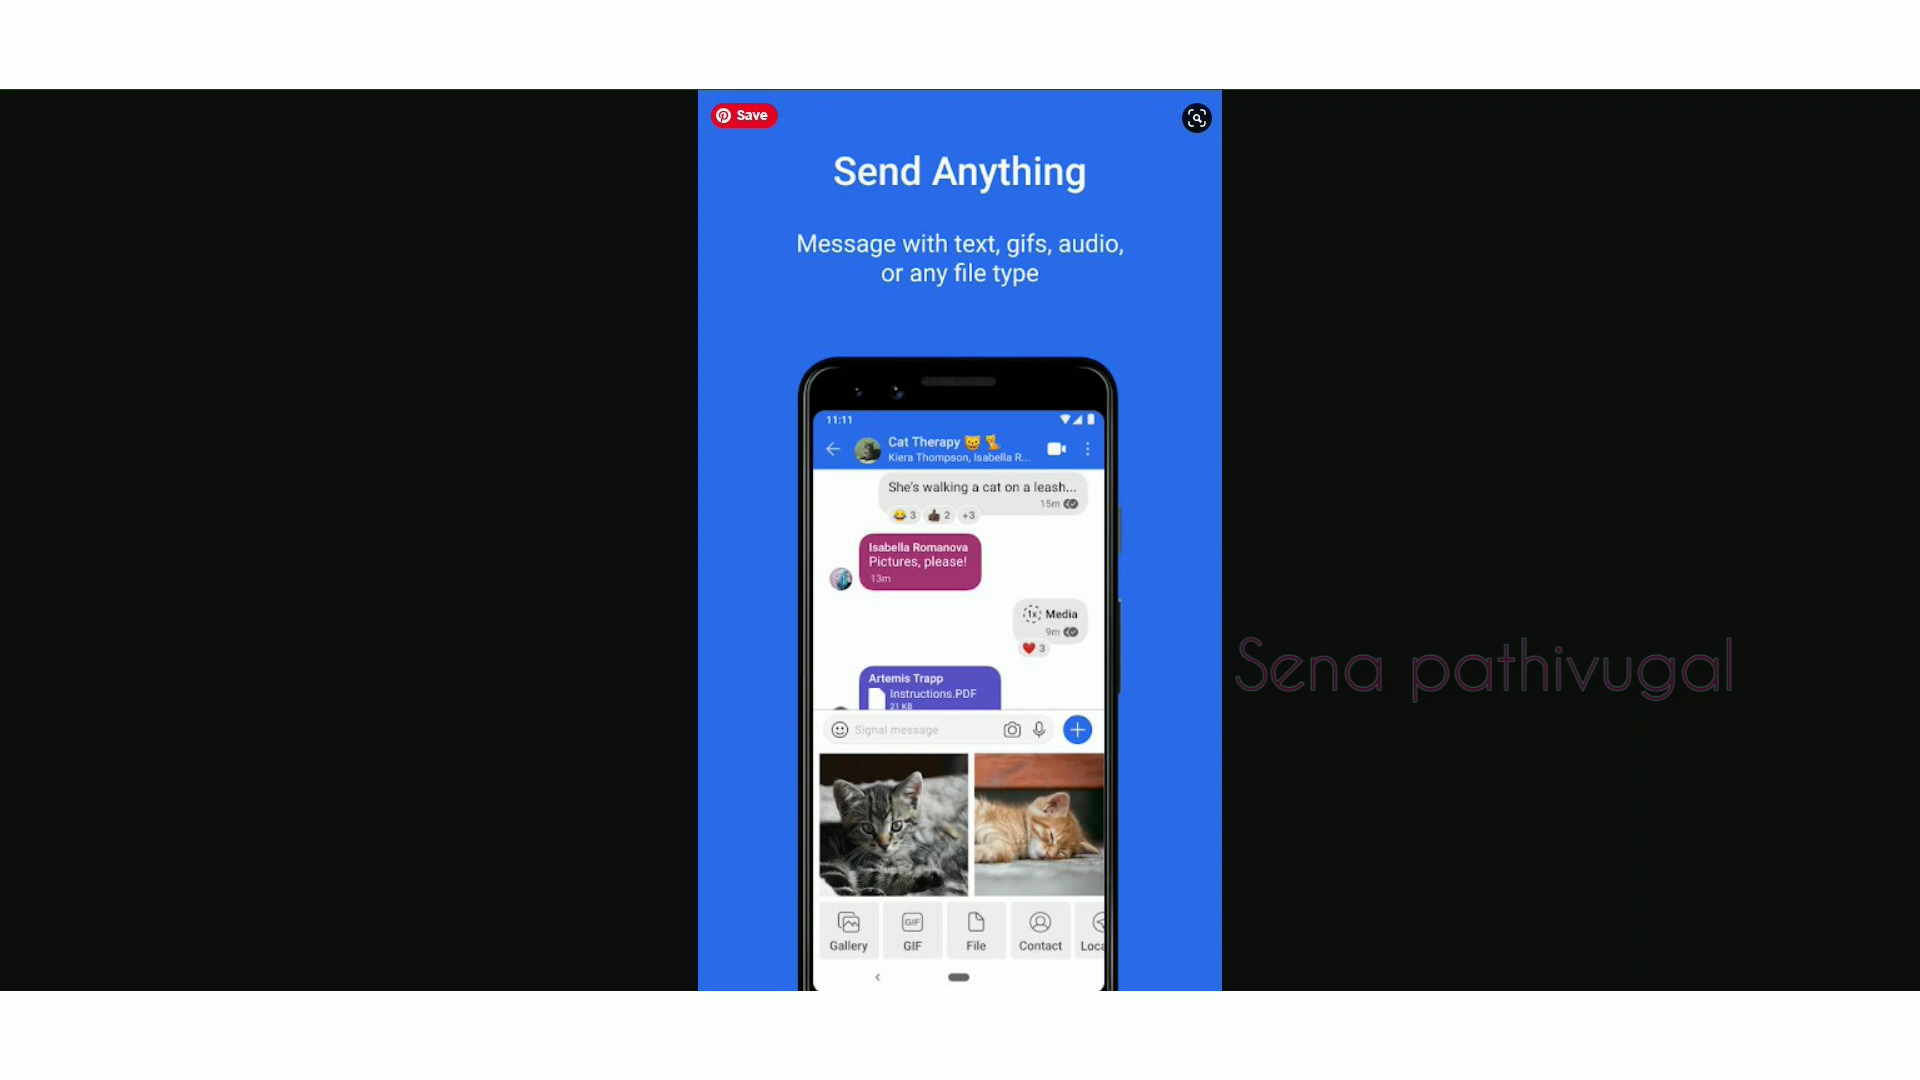 Save
Send Anything
Message with text, gifs, audio,
or any file type
11:11
Cat Therapy 😺 🐈
Kiera Thompson, Isabella R...
She's walking a cat on a leash...
15m
😂 3 👍🏿 2 +3
Isabella Romanova
Pictures, please!
13m
1x Media
9m
❤️ 3
Artemis Trapp
Instructions.PDF
21 KB
Signal message
GIF
Gallery GIF File Contact Loca
Sena pathivugal